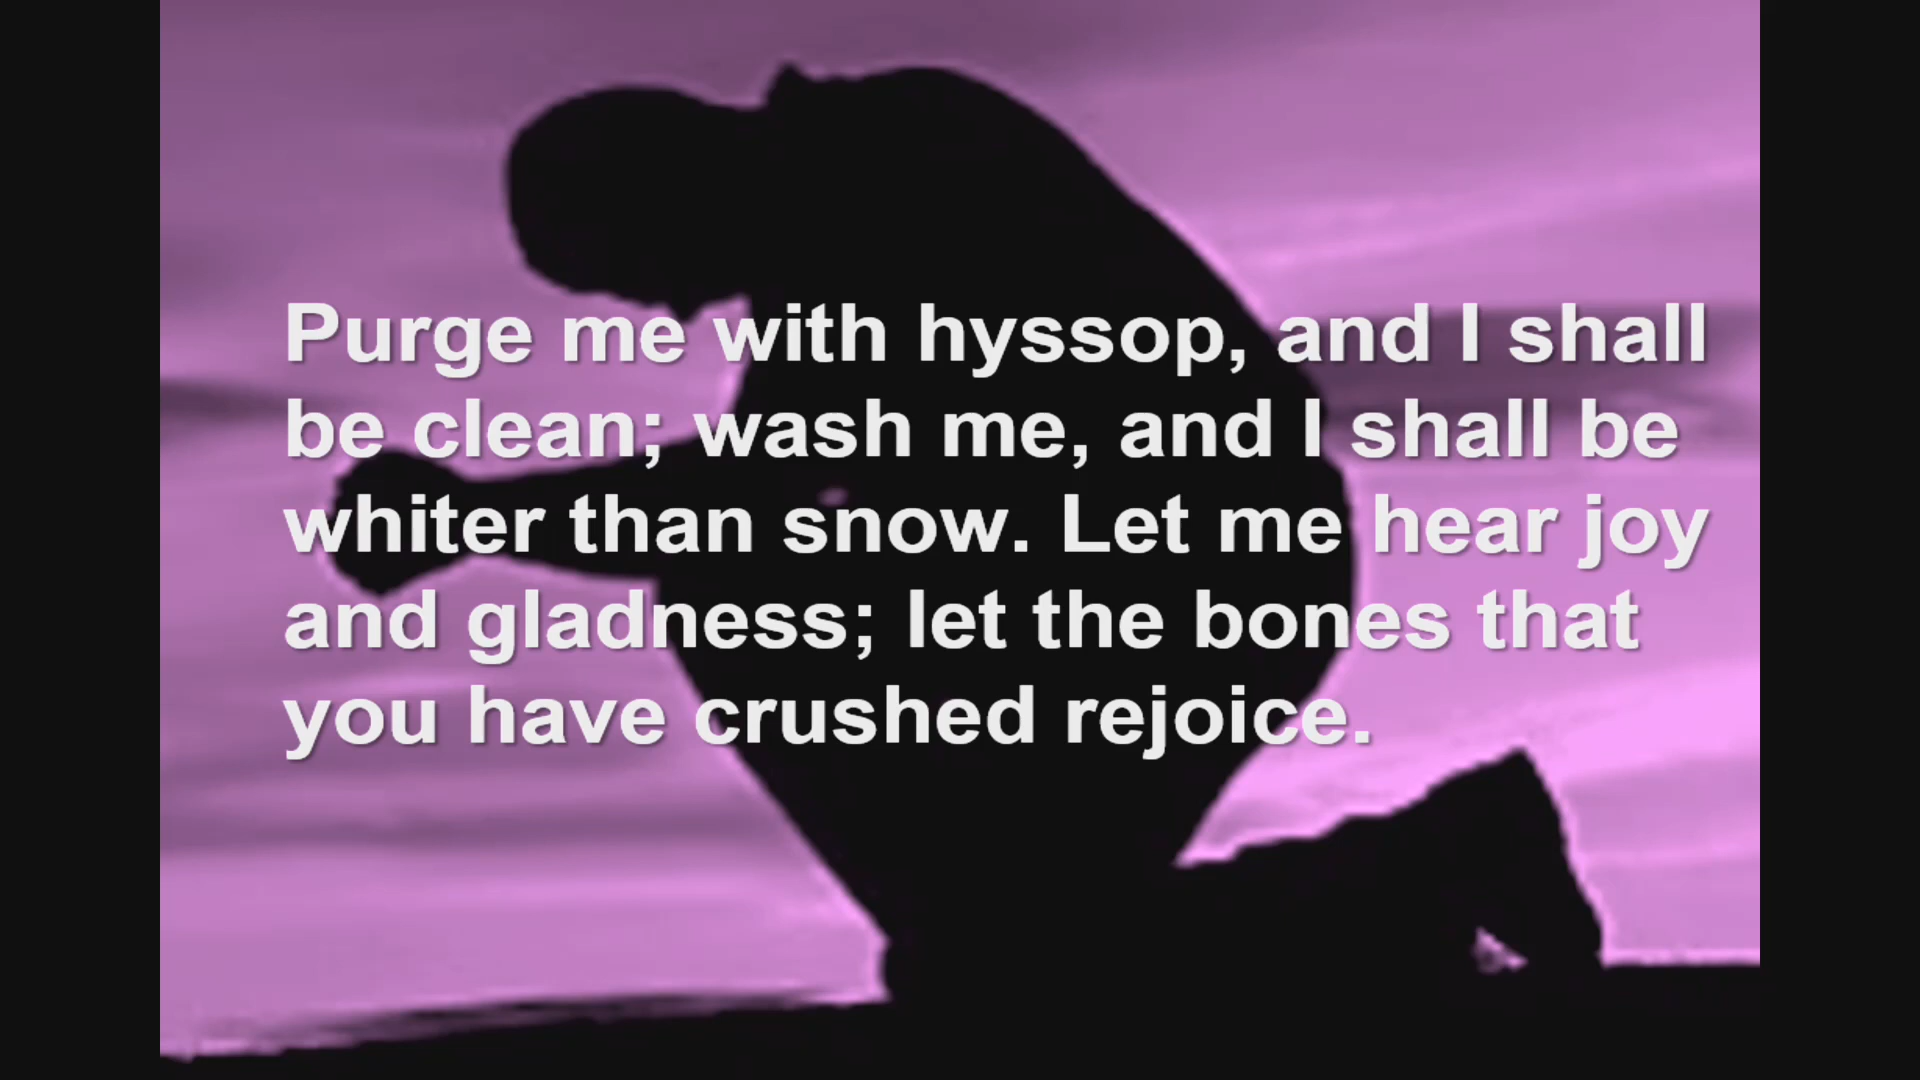 Purge me with hyssop, and I shall
be clean; wash me, and I shall be
whiter than snow. Let me hear joy
and gladness; let the bones that
you have crushed rejoice.